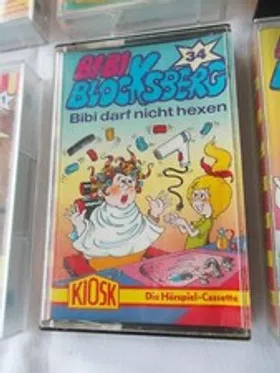 BIBI
BLOCKSBERG
34
Bibi darf nicht hexen
KIOSK
Die Hörspiel-Cassette